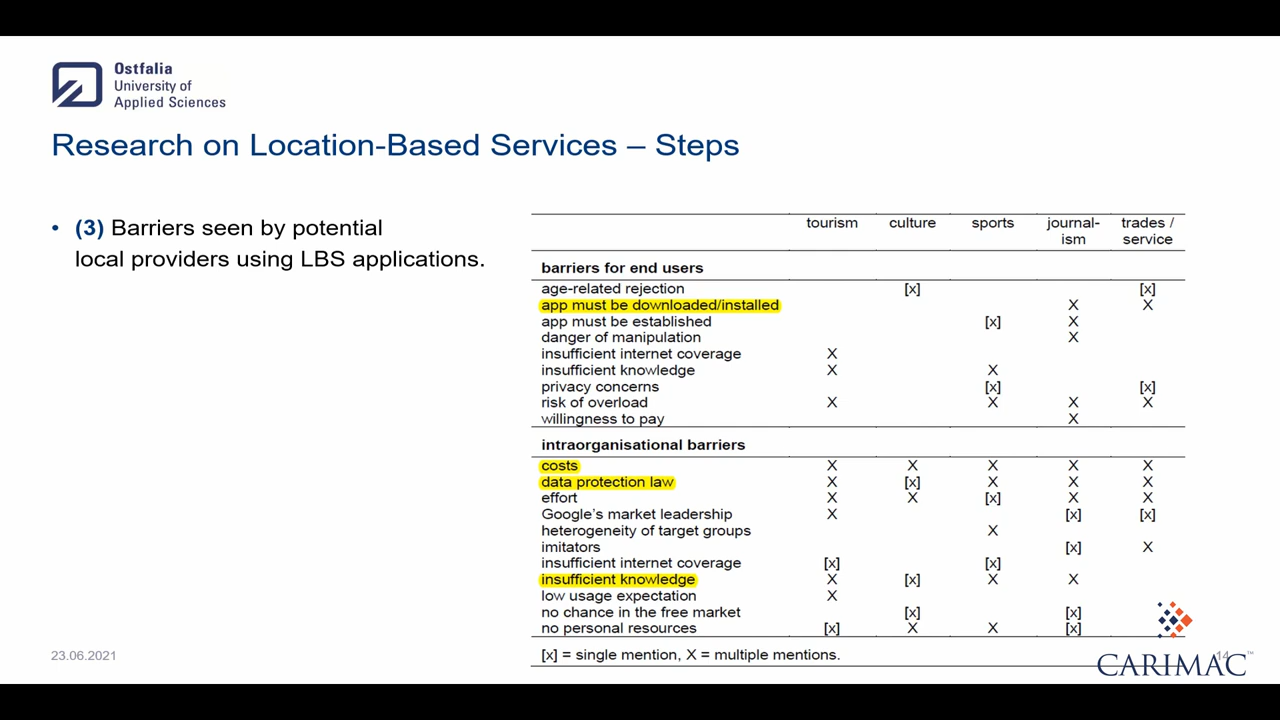 Ostfalia
University of
Applied Sciences
Research on Location-Based Services – Steps
• (3) Barriers seen by potential
local providers using LBS applications.
tourism culture sports journal-ism trades / service
barriers for end users
age-related rejection [x] [x]
app must be downloaded/installed X X
app must be established [x] X
danger of manipulation X
insufficient internet coverage X
insufficient knowledge X X
privacy concerns [x] [x]
risk of overload X X X X
willingness to pay X
intraorganisational barriers
costs X X X X X
data protection law X [x] X X X
effort X X [x] X X
Google's market leadership X [x] [x]
heterogeneity of target groups X
imitators [x] X
insufficient internet coverage [x] [x]
insufficient knowledge X [x] X X
low usage expectation X
no chance in the free market [x] [x]
no personal resources [x] X X [x]
[x] = single mention, X = multiple mentions.
23.06.2021
14
CARIMAC™